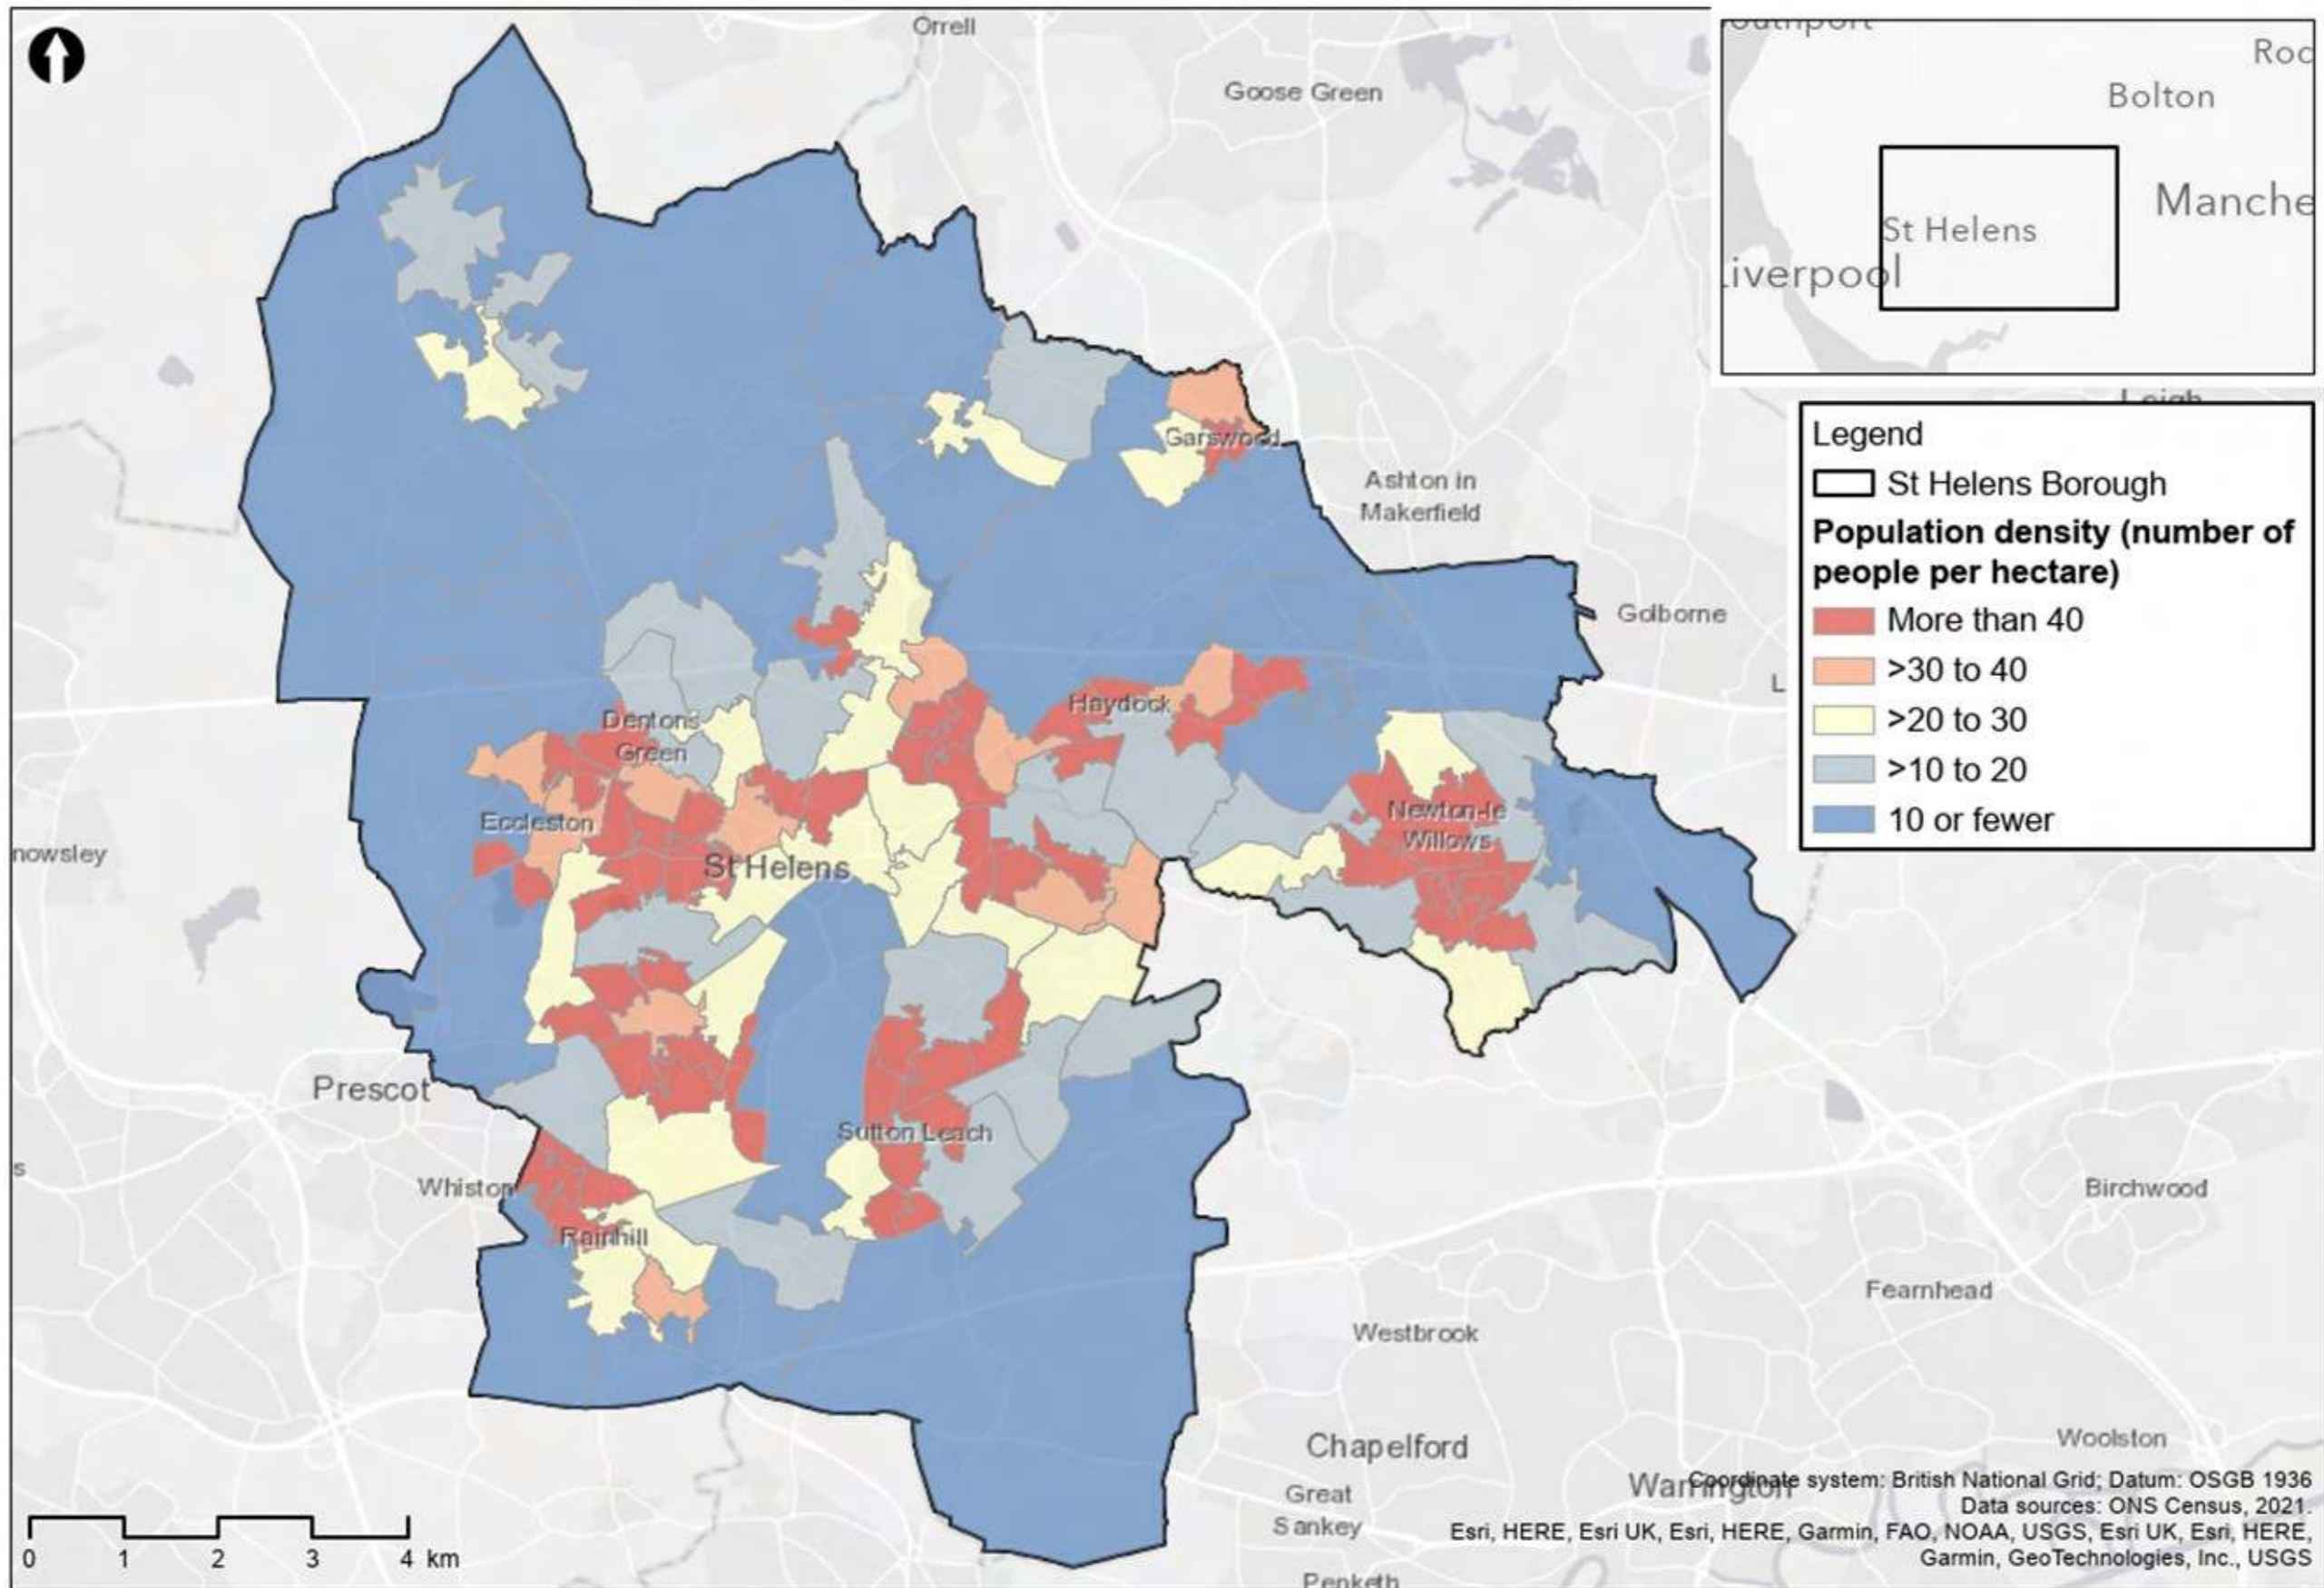 Orrell
Goose Green
Garswood
Ashton in
Makerfield
Golborne
Haydock
Dentons
Green
Eccleston
Newton-le
Willows
nowsley
St Helens
Prescot
Sutton Leach
Whiston
s
Rainhill
Birchwood
Fearnhead
Westbrook
Chapelford
Woolston
Great
Sankey
Warrington
Penketh
0 1 2 3 4 km
Roc
Bolton
Manche
St Helens
iverpool
L
Legend
St Helens Borough
Population density (number of
people per hectare)
More than 40
>30 to 40
>20 to 30
>10 to 20
10 or fewer
Coordinate system: British National Grid; Datum: OSGB 1936
Data sources: ONS Census, 2021.
Esri, HERE, Esri UK, Esri, HERE, Garmin, FAO, NOAA, USGS, Esri UK, Esri, HERE,
Garmin, GeoTechnologies, Inc., USGS